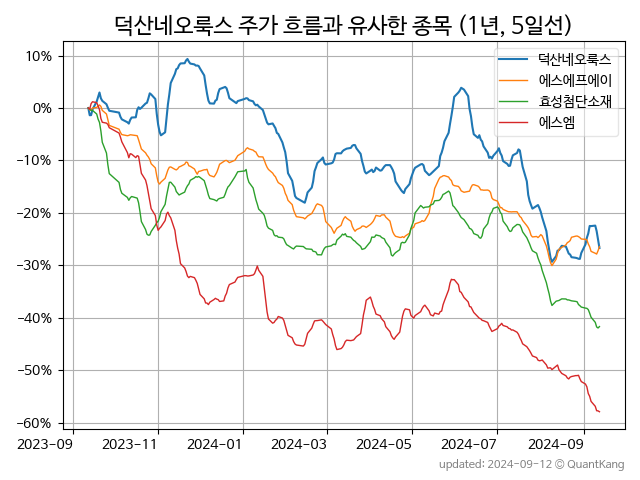 덕산네오룩스 주가 흐름과 유사한 종목 (1년, 5일선)
덕산네오룩스
에스에프에이
효성첨단소재
에스엠
10%
0%
-10%
-20%
-30%
-40%
-50%
-60%
2023-09
2023-11
2024-01
2024-03
2024-05
2024-07
2024-09
updated: 2024-09-12 © QuantKang